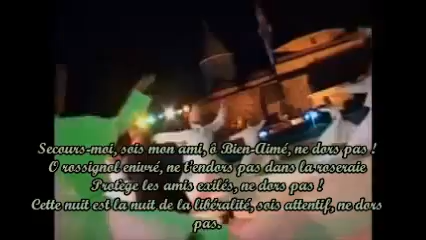 Secours-moi, sois mon ami, ô Bien-Aimé, ne dors pas !
O rossignol enivré, ne t'endors pas dans la roseraie
Protège les amis exilés, ne dors pas !
Cette nuit est la nuit de la libéralité, sois attentif, ne dors
pas.